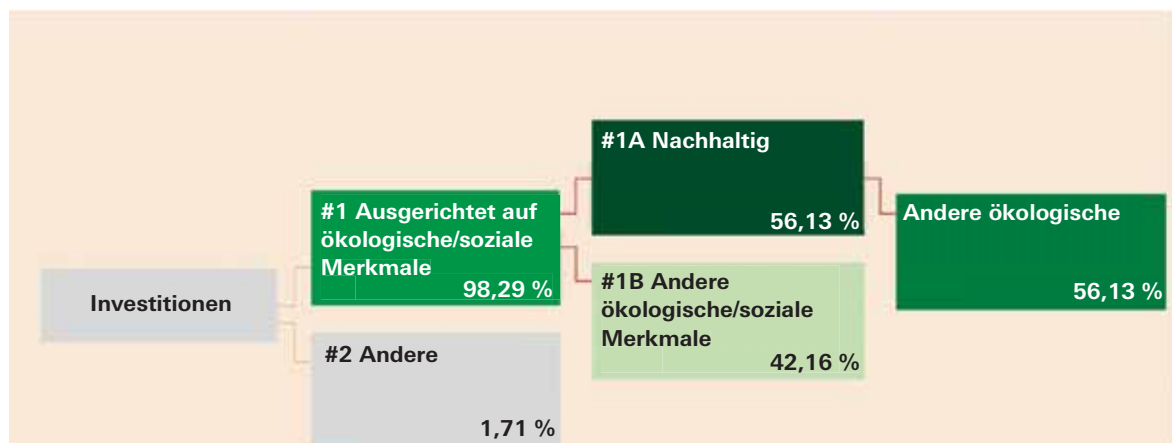 Investitionen
#1 Ausgerichtet auf
ökologische/soziale
Merkmale
98,29 %
#2 Andere
1,71 %
#1A Nachhaltig
56,13 %
#1B Andere
ökologische/soziale
Merkmale
42,16 %
Andere ökologische
56,13 %